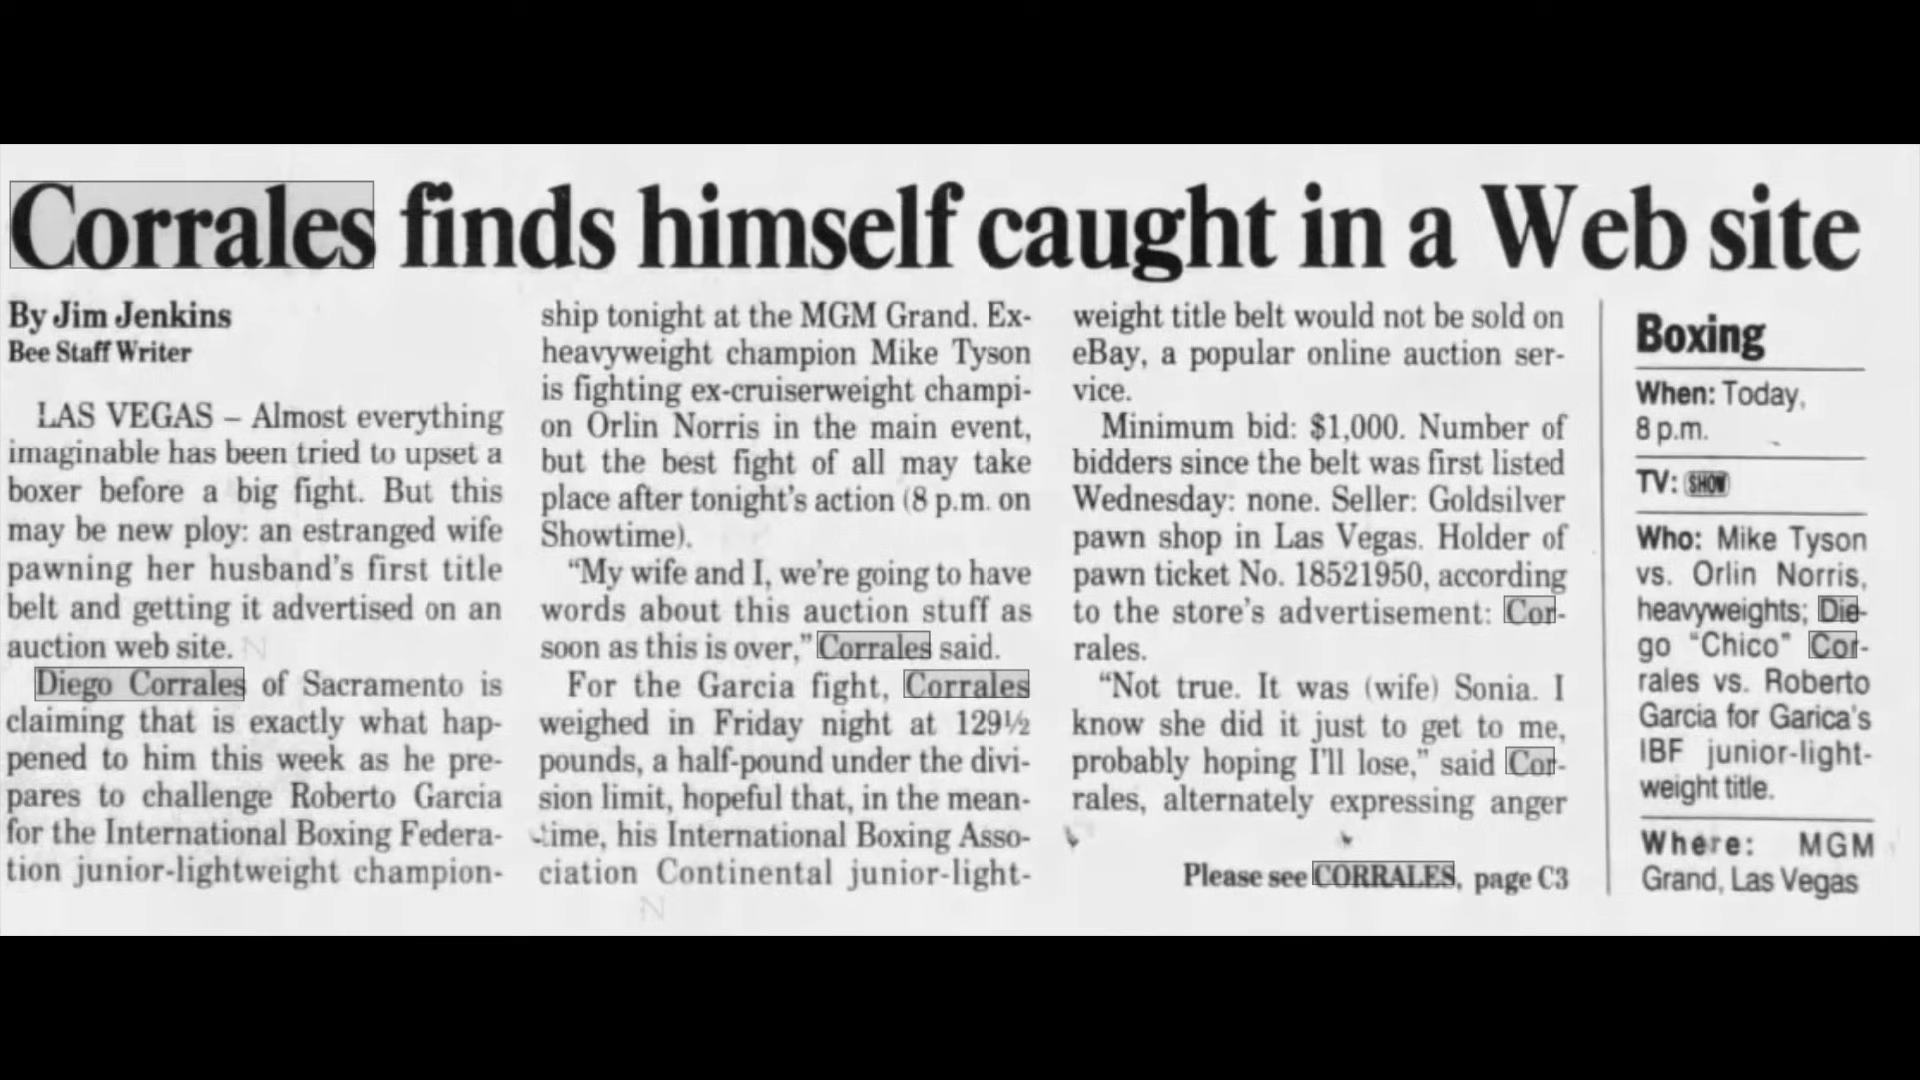 Corrales finds himself caught in a Web site
By Jim Jenkins
Bee Staff Writer
LAS VEGAS – Almost everything
imaginable has been tried to upset a
boxer before a big fight. But this
may be new ploy: an estranged wife
pawning her husband's first title
belt and getting it advertised on an
auction web site.
Diego Corrales of Sacramento is
claiming that is exactly what hap-
pened to him this week as he pre-
pares to challenge Roberto Garcia
for the International Boxing Federa-
tion junior-lightweight champion-
ship tonight at the MGM Grand. Ex-
heavyweight champion Mike Tyson
is fighting ex-cruiserweight champi-
on Orlin Norris in the main event,
but the best fight of all may take
place after tonight's action (8 p.m. on
Showtime).
"My wife and I, we're going to have
words about this auction stuff as
soon as this is over," Corrales said.
For the Garcia fight, Corrales
weighed in Friday night at 129½
pounds, a half-pound under the divi-
sion limit, hopeful that, in the mean-
time, his International Boxing Asso-
ciation Continental junior-light-
weight title belt would not be sold on
eBay, a popular online auction ser-
vice.
Minimum bid: $1,000. Number of
bidders since the belt was first listed
Wednesday: none. Seller: Goldsilver
pawn shop in Las Vegas. Holder of
pawn ticket No. 18521950, according
to the store's advertisement: Cor-
rales.
"Not true. It was (wife) Sonia. I
know she did it just to get to me,
probably hoping I'll lose," said Cor-
rales, alternately expressing anger
Please see CORRALES, page C3
Boxing
When: Today,
8 p.m.
TV: SHOW
Who: Mike Tyson
vs. Orlin Norris,
heavyweights; Die-
go "Chico" Cor-
rales vs. Roberto
Garcia for Garica's
IBF junior-light-
weight title.
Where: MGM
Grand, Las Vegas